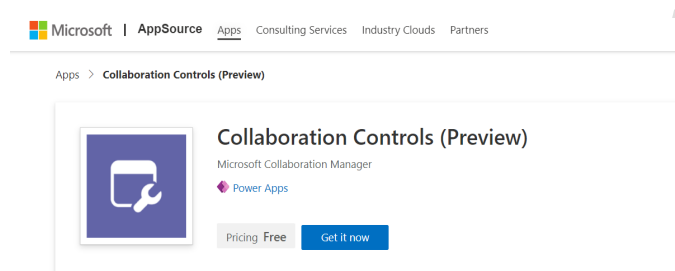 Microsoft | AppSource Apps Consulting Services Industry Clouds Partners
Apps > Collaboration Controls (Preview)
Collaboration Controls (Preview)
Microsoft Collaboration Manager
Power Apps
Pricing Free Get it now